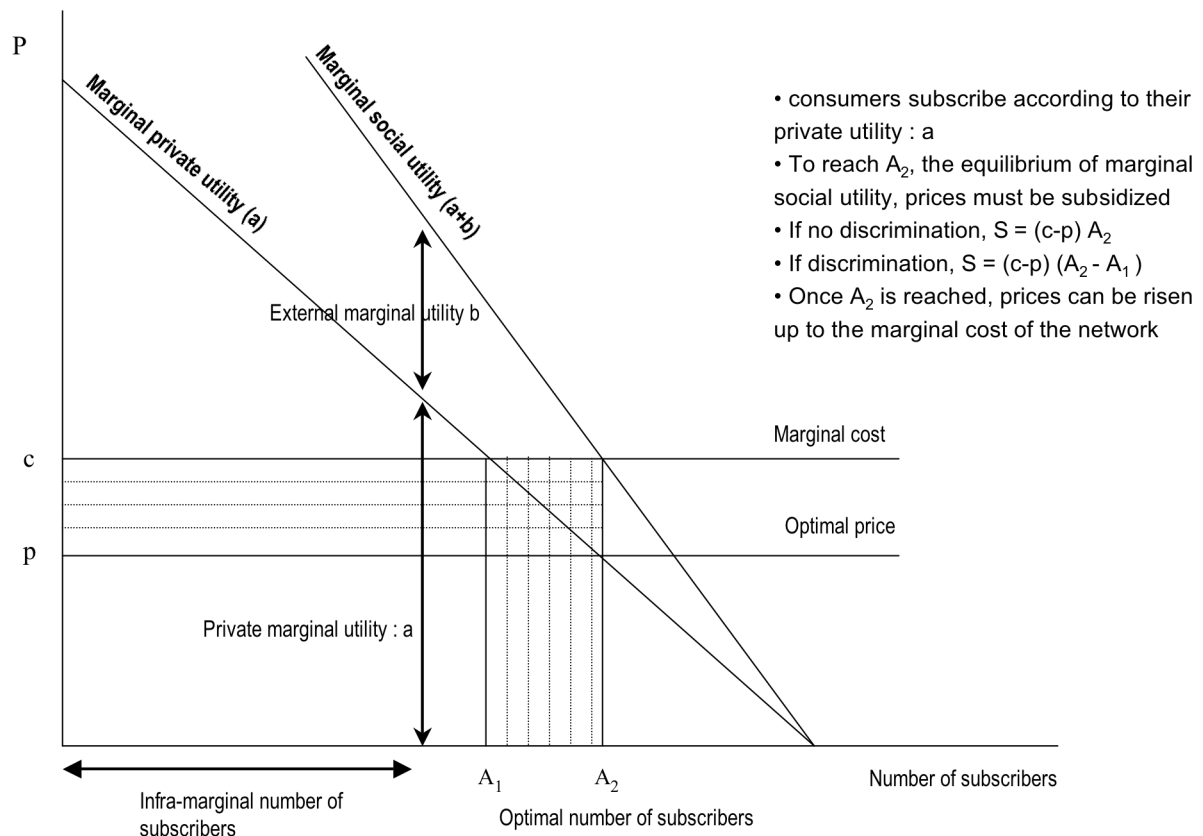 P
Marginal private utility (a)
Marginal social utility (a+b)
• consumers subscribe according to their
private utility : a
• To reach A2, the equilibrium of marginal
social utility, prices must be subsidized
• If no discrimination, S = (c-p) A2
• If discrimination, S = (c-p) (A2 - A1 )
• Once A2 is reached, prices can be risen
up to the marginal cost of the network
External marginal utility b
Marginal cost
c
Optimal price
p
Private marginal utility : a
A1
A2
Number of subscribers
Infra-marginal number of
subscribers
Optimal number of subscribers